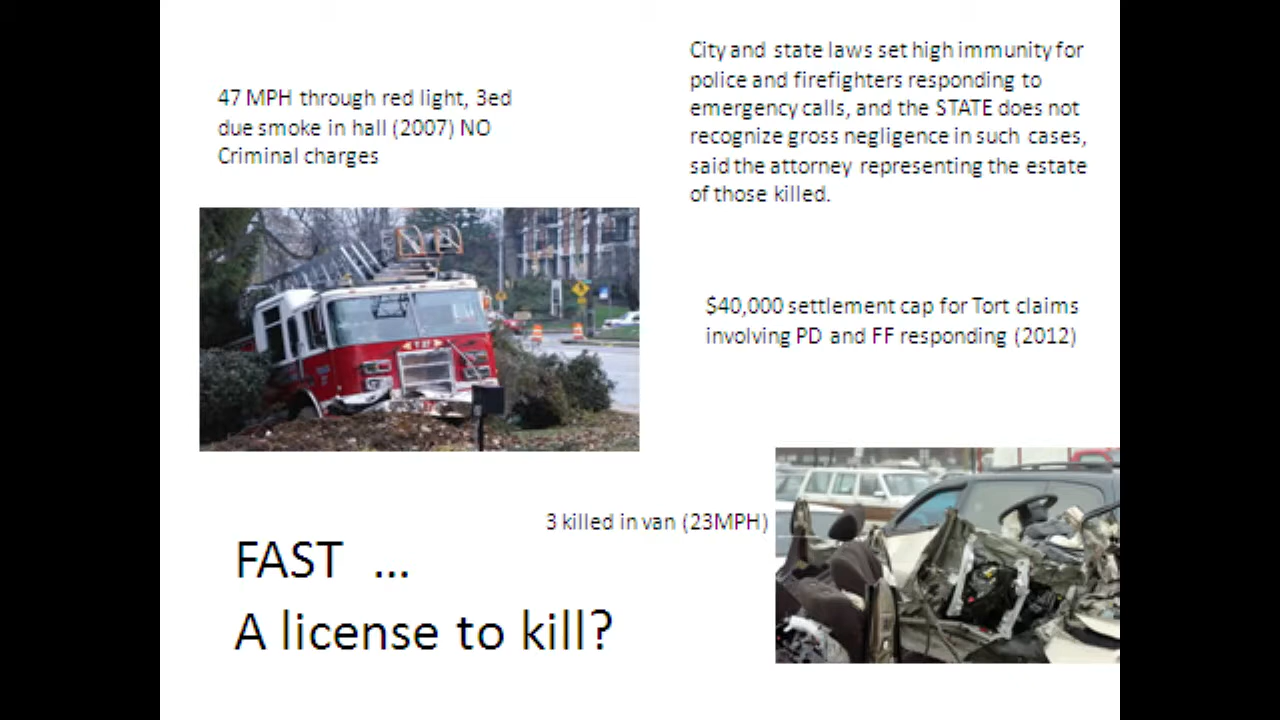 47 MPH through red light, 3ed
due smoke in hall (2007) NO
Criminal charges
City and state laws set high immunity for
police and firefighters responding to
emergency calls, and the STATE does not
recognize gross negligence in such cases,
said the attorney representing the estate
of those killed.
$40,000 settlement cap for Tort claims
involving PD and FF responding (2012)
3 killed in van (23MPH)
FAST ...
A license to kill?